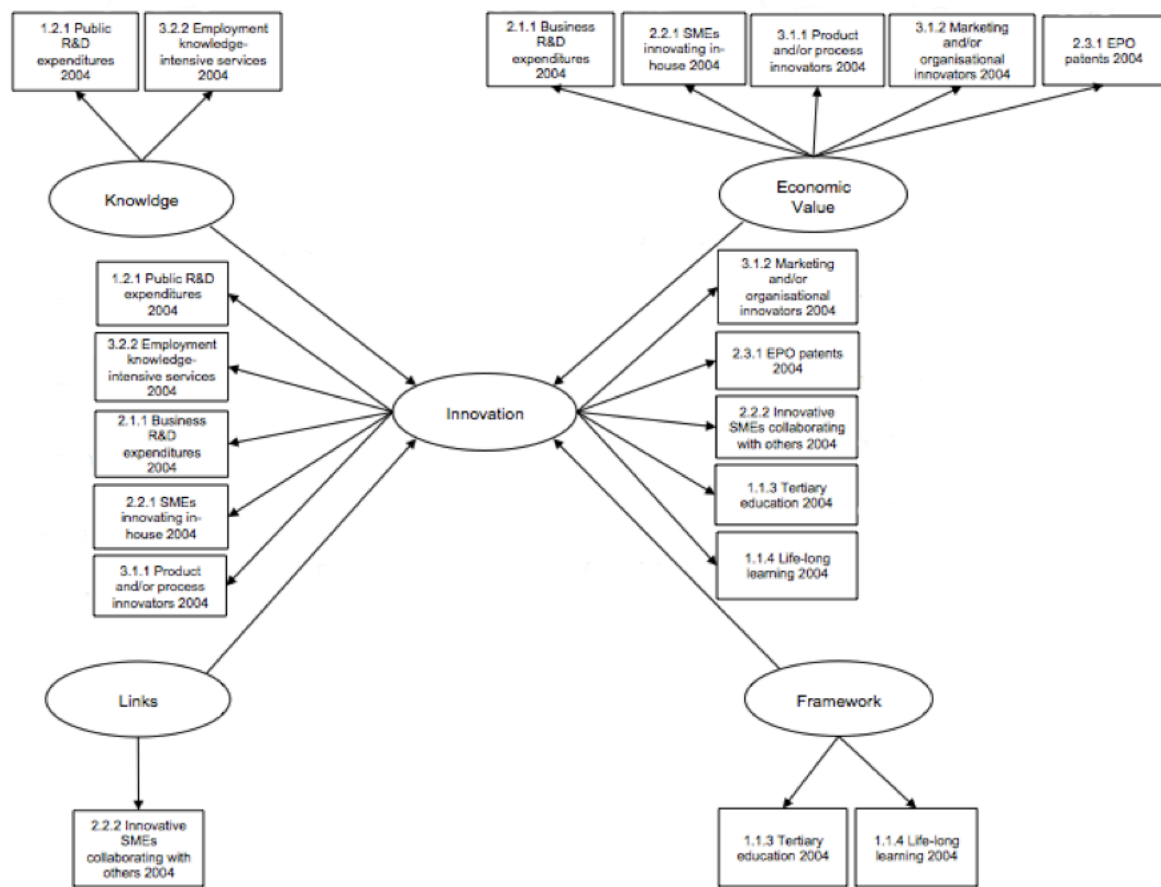 1.2.1 Public
R&D
expenditures
2004
3.2.2 Employment
knowledge-
intensive services
2004
2.1.1 Business
R&D
expenditures
2004
2.2.1 SMEs
innovating in-
house 2004
3.1.1 Product
and/or process
innovators 2004
3.1.2 Marketing
and/or
organisational
innovators 2004
2.3.1 EPO
patents 2004
Knowldge
Economic
Value
1.2.1 Public R&D
expenditures
2004
3.2.2 Employment
knowledge-
intensive services
2004
2.1.1 Business
R&D
expenditures
2004
2.2.1 SMEs
innovating in-
house 2004
3.1.1 Product
and/or process
innovators 2004
Innovation
3.1.2 Marketing
and/or
organisational
innovators 2004
2.3.1 EPO patents
2004
2.2.2 Innovative
SMEs collaborating
with others 2004
1.1.3 Tertiary
education 2004
1.1.4 Life-long
learning 2004
Links
Framework
2.2.2 Innovative
SMEs
collaborating with
others 2004
1.1.3 Tertiary
education 2004
1.1.4 Life-long
learning 2004